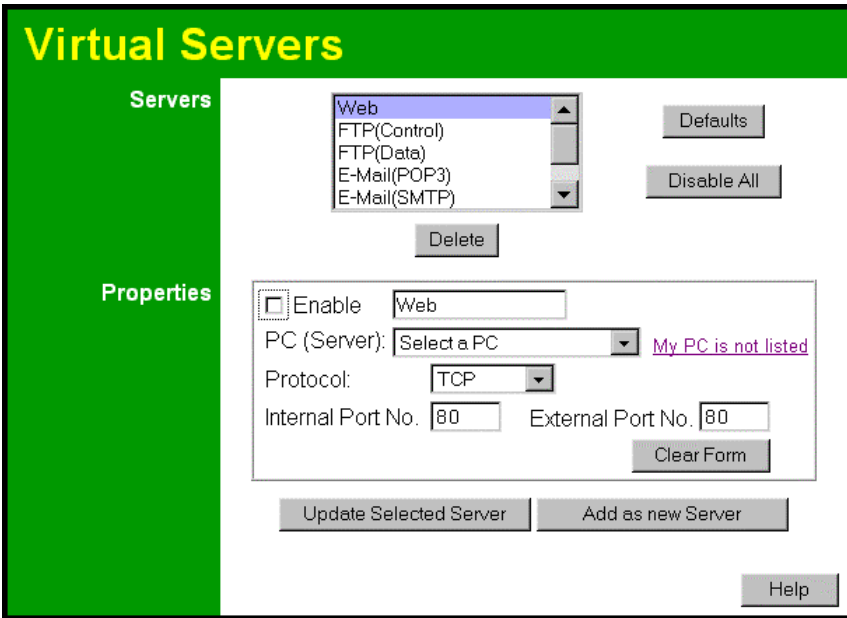 Virtual Servers
Servers
Web
FTP(Control)
FTP(Data)
E-Mail(POP3)
E-Mail(SMTP)
Defaults
Disable All
Delete
Properties
Enable Web
PC (Server): Select a PC My PC is not listed
Protocol: TCP
Internal Port No. 80 External Port No. 80
Clear Form
Update Selected Server Add as new Server
Help